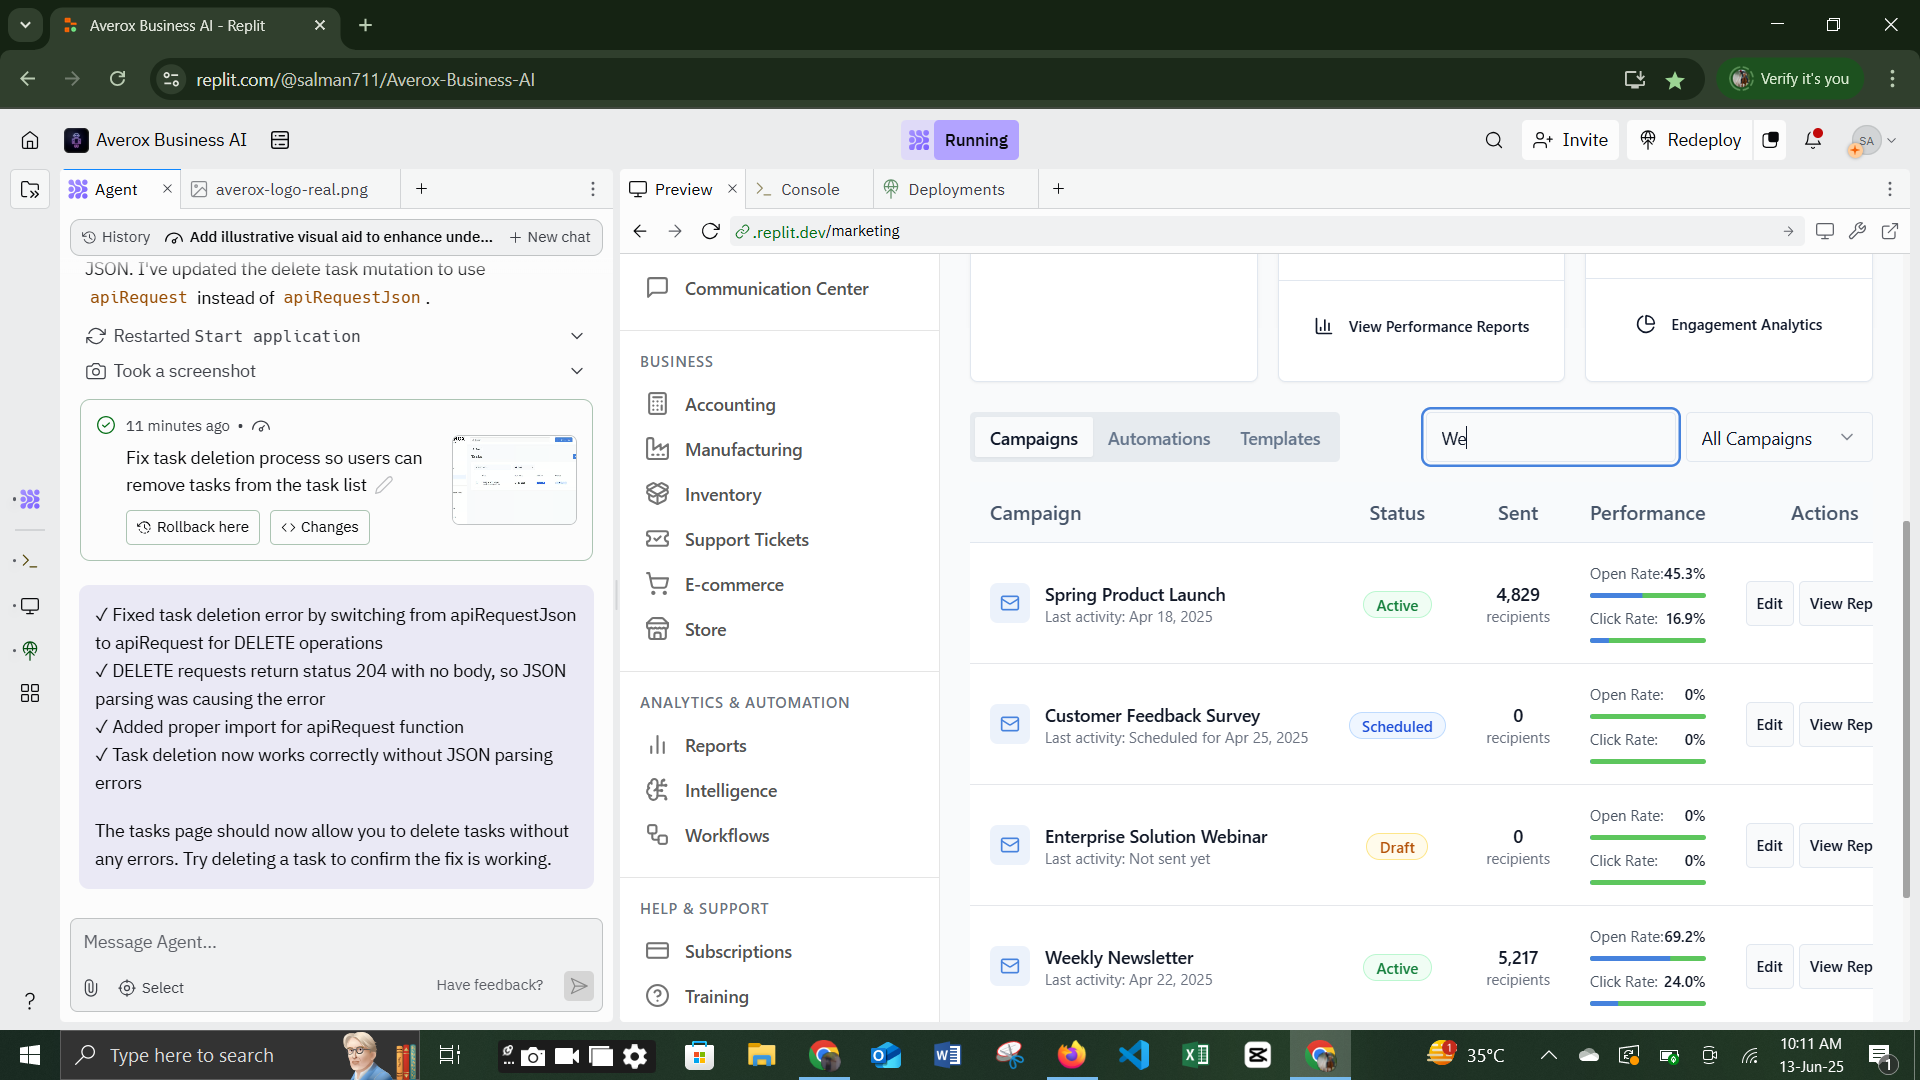 Averox Business AI - Replit
replit.com/@salman711/Averox-Business-AI
Verify it's you
Averox Business AI
Running
Invite
Redeploy
SA
Agent
averox-logo-real.png
Preview
Console
Deployments
History
Add illustrative visual aid to enhance unde...
New chat
.replit.dev/marketing
JSON. I've updated the delete task mutation to use
apiRequest instead of apiRequestJson .
Restarted Start application
Took a screenshot
11 minutes ago •
Fix task deletion process so users can
remove tasks from the task list
Rollback here
Changes
✓ Fixed task deletion error by switching from apiRequestJson
to apiRequest for DELETE operations
✓ DELETE requests return status 204 with no body, so JSON
parsing was causing the error
✓ Added proper import for apiRequest function
✓ Task deletion now works correctly without JSON parsing
errors
The tasks page should now allow you to delete tasks without
any errors. Try deleting a task to confirm the fix is working.
Message Agent...
Select
Have feedback?
Communication Center
BUSINESS
Accounting
Manufacturing
Inventory
Support Tickets
E-commerce
Store
ANALYTICS & AUTOMATION
Reports
Intelligence
Workflows
HELP & SUPPORT
Subscriptions
Training
View Performance Reports
Engagement Analytics
Campaigns
Automations
Templates
We
All Campaigns
Campaign
Status
Sent
Performance
Actions
Spring Product Launch
Last activity: Apr 18, 2025
Active
4,829
recipients
Open Rate:45.3%
Click Rate: 16.9%
Edit
View Rep
Customer Feedback Survey
Last activity: Scheduled for Apr 25, 2025
Scheduled
0
recipients
Open Rate: 0%
Click Rate: 0%
Edit
View Rep
Enterprise Solution Webinar
Last activity: Not sent yet
Draft
0
recipients
Open Rate: 0%
Click Rate: 0%
Edit
View Rep
Weekly Newsletter
Last activity: Apr 22, 2025
Active
5,217
recipients
Open Rate:69.2%
Click Rate: 24.0%
Edit
View Rep
Type here to search
1
35°C
10:11 AM
13-Jun-25
1